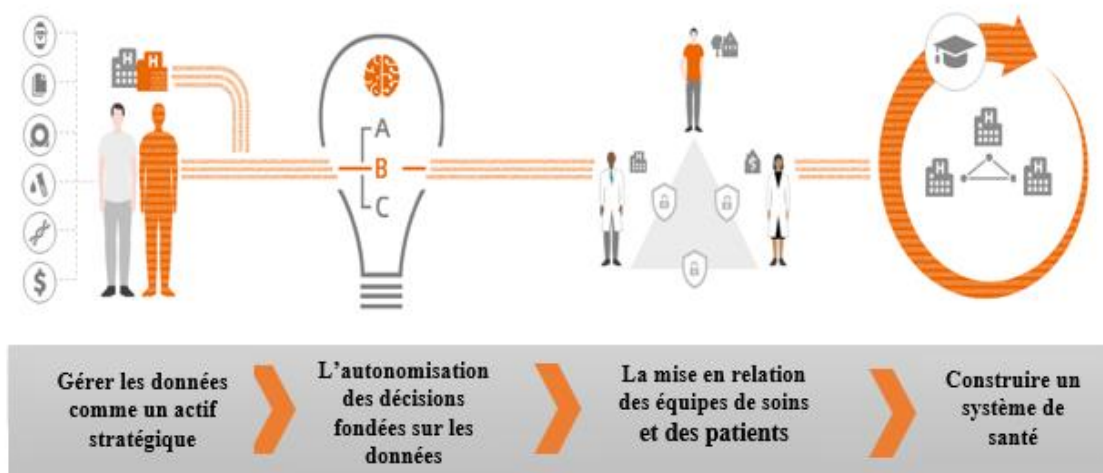 H
H
A
B
C
$
$
H
H
H
Gérer les données
comme un actif
stratégique
L’autonomisation
des décisions
fondées sur les
données
La mise en relation
des équipes de soins
et des patients
Construire un
système de
santé